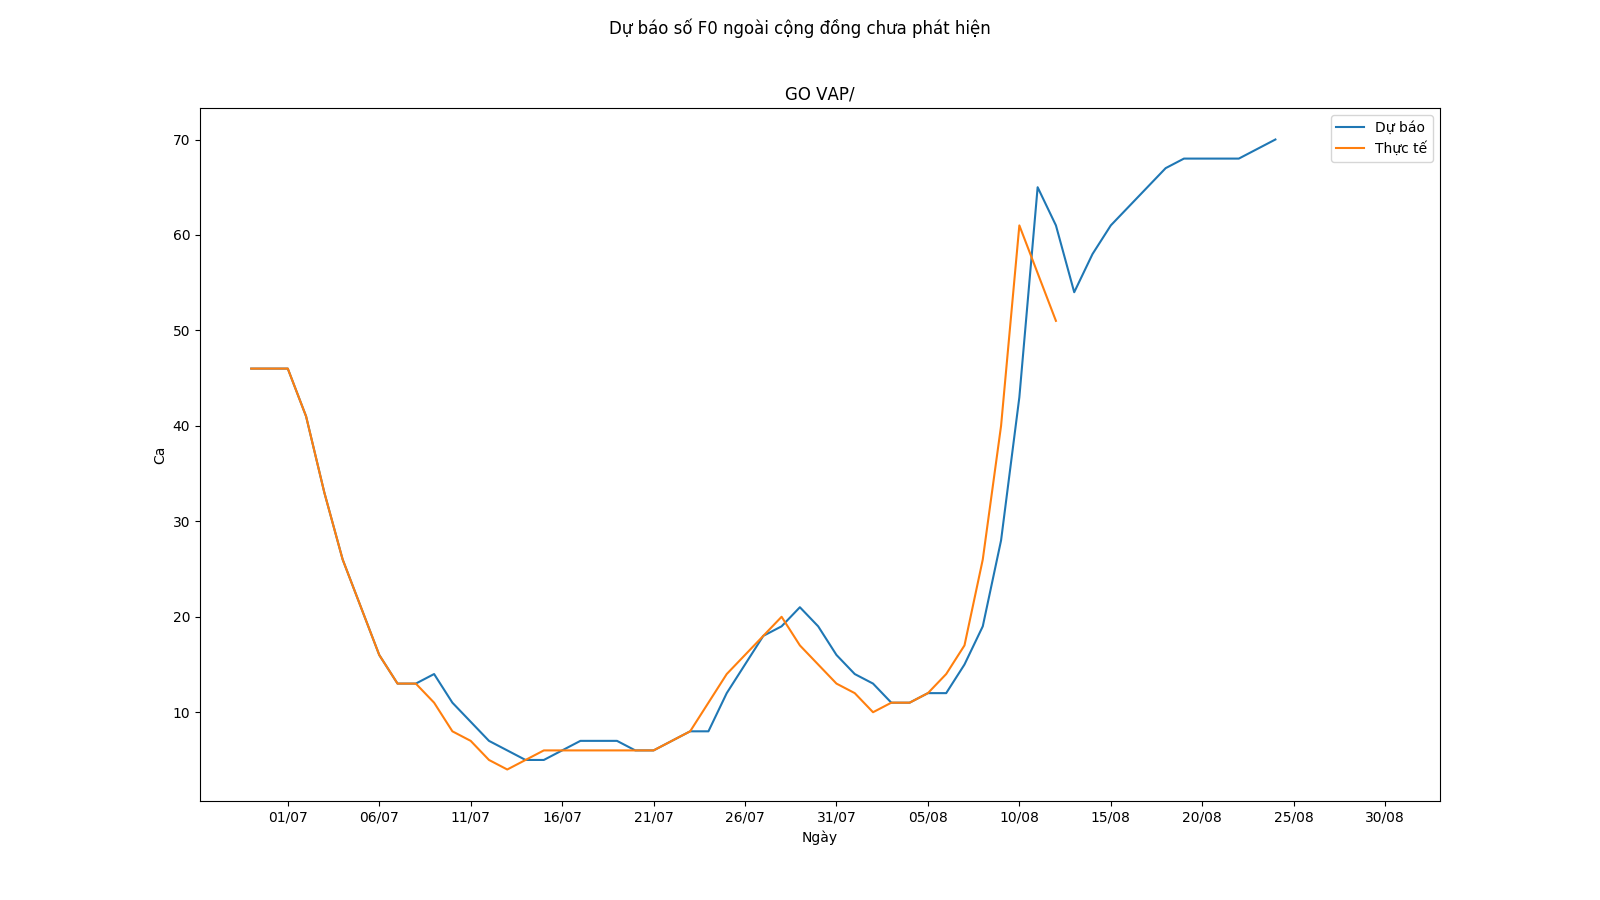 Dự báo số F0 ngoài cộng đồng chưa phát hiện
GO VAP/
Dự báo
Thực tế
70
60
50
40
30
20
10
Ca
01/07 06/07 11/07 16/07 21/07 26/07 31/07 05/08 10/08 15/08 20/08 25/08 30/08
Ngày